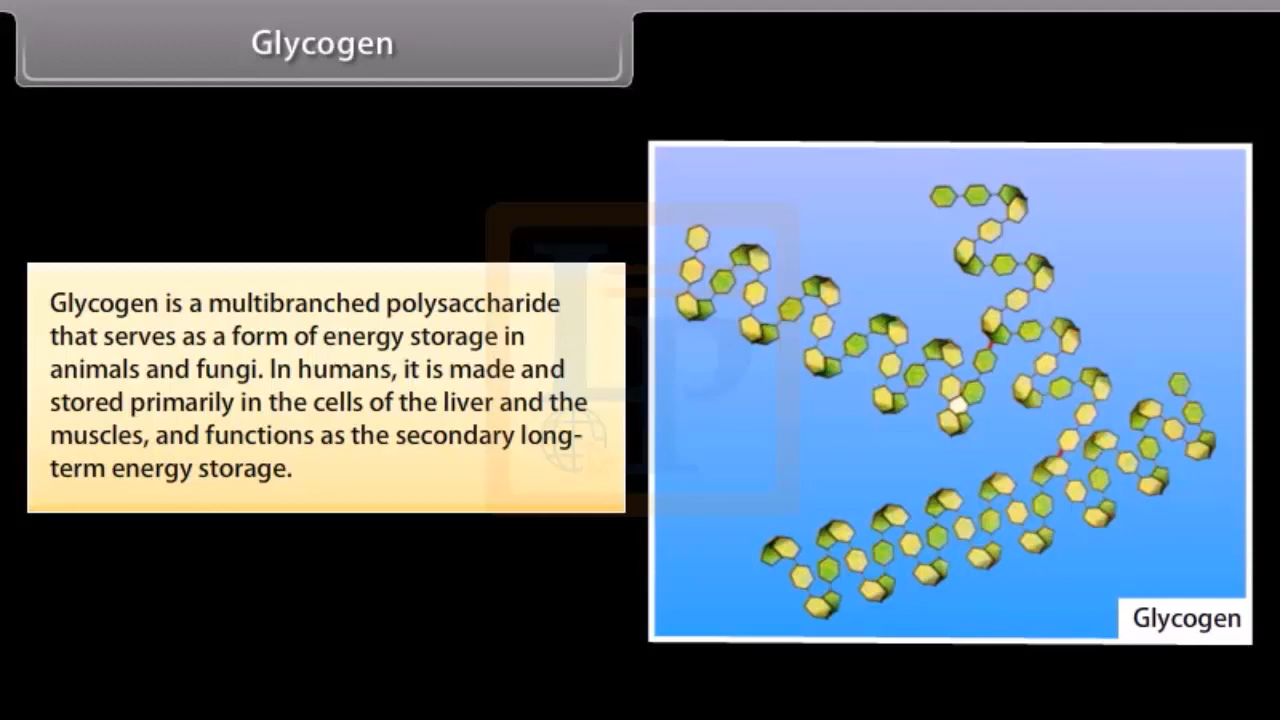 Glycogen
Glycogen is a multibranched polysaccharide
that serves as a form of energy storage in
animals and fungi. In humans, it is made and
stored primarily in the cells of the liver and the
muscles, and functions as the secondary long-
term energy storage.
Glycogen